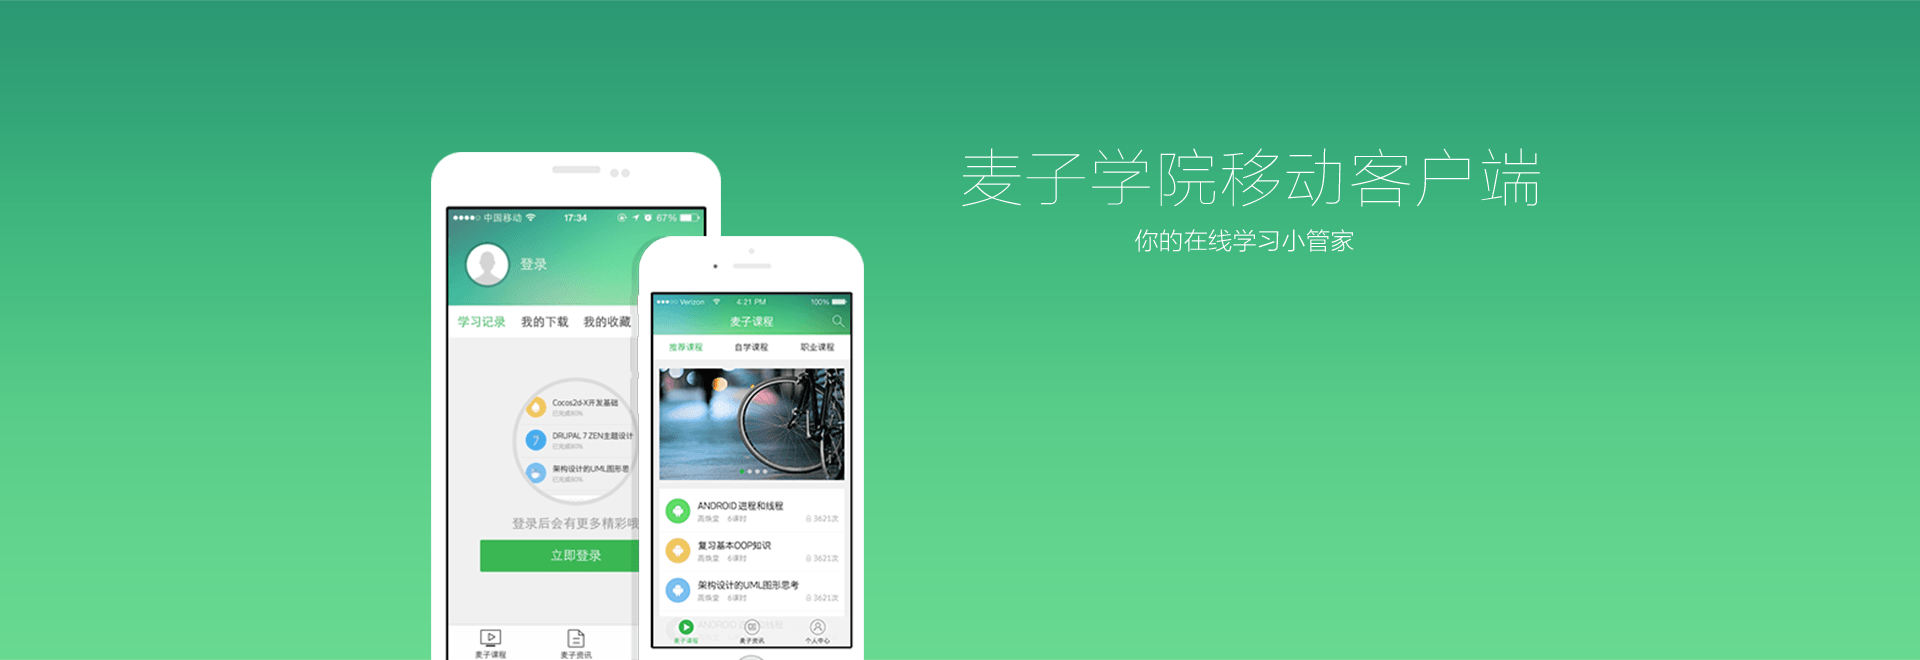 麦子学院移动客户端
你的在线学习小管家
中国移动 17:34 67%
登录
学习记录 我的下载 我的收藏
Cocos2d-X开发基础
已完成80%
DRUPAL 7 ZEN主题设计
已完成80%
架构设计的UML图形思
已完成80%
登录后会有更多精彩哦
立即登录
麦子课程 麦子资讯
Verizon 4:21 PM 100%
麦子课程
推荐课程 自学课程 职业课程
ANDROID 进程和线程
高焕堂 6课时 3621次
复习基本OOP知识
高焕堂 6课时 3621次
架构设计的UML图形思考
高焕堂 6课时 3621次
ANDROID 进程和线程
麦子课程 麦子资讯 个人中心